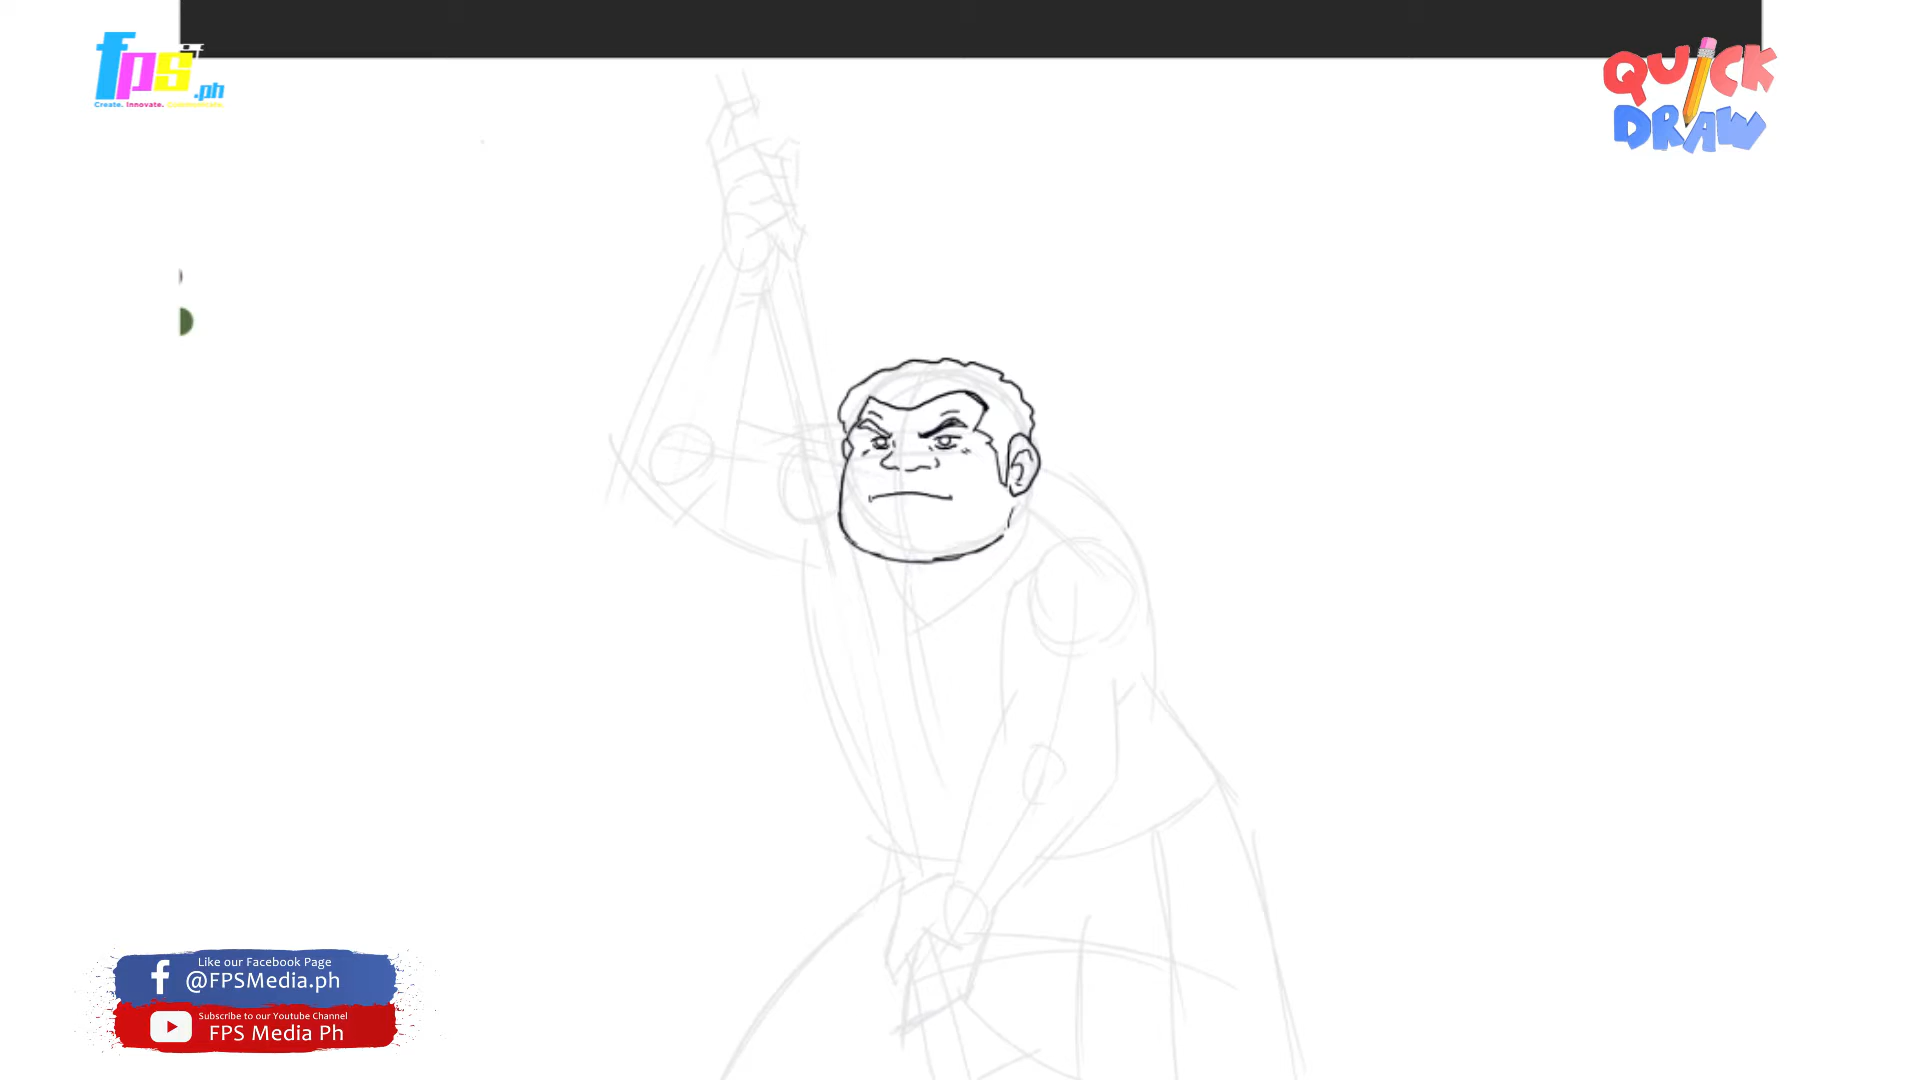 fps.ph
Create. Innovate. Communicate.
QUICK
DRAW
Like our Facebook Page
@FPSMedia.ph
Subscribe to our Youtube Channel
FPS Media Ph